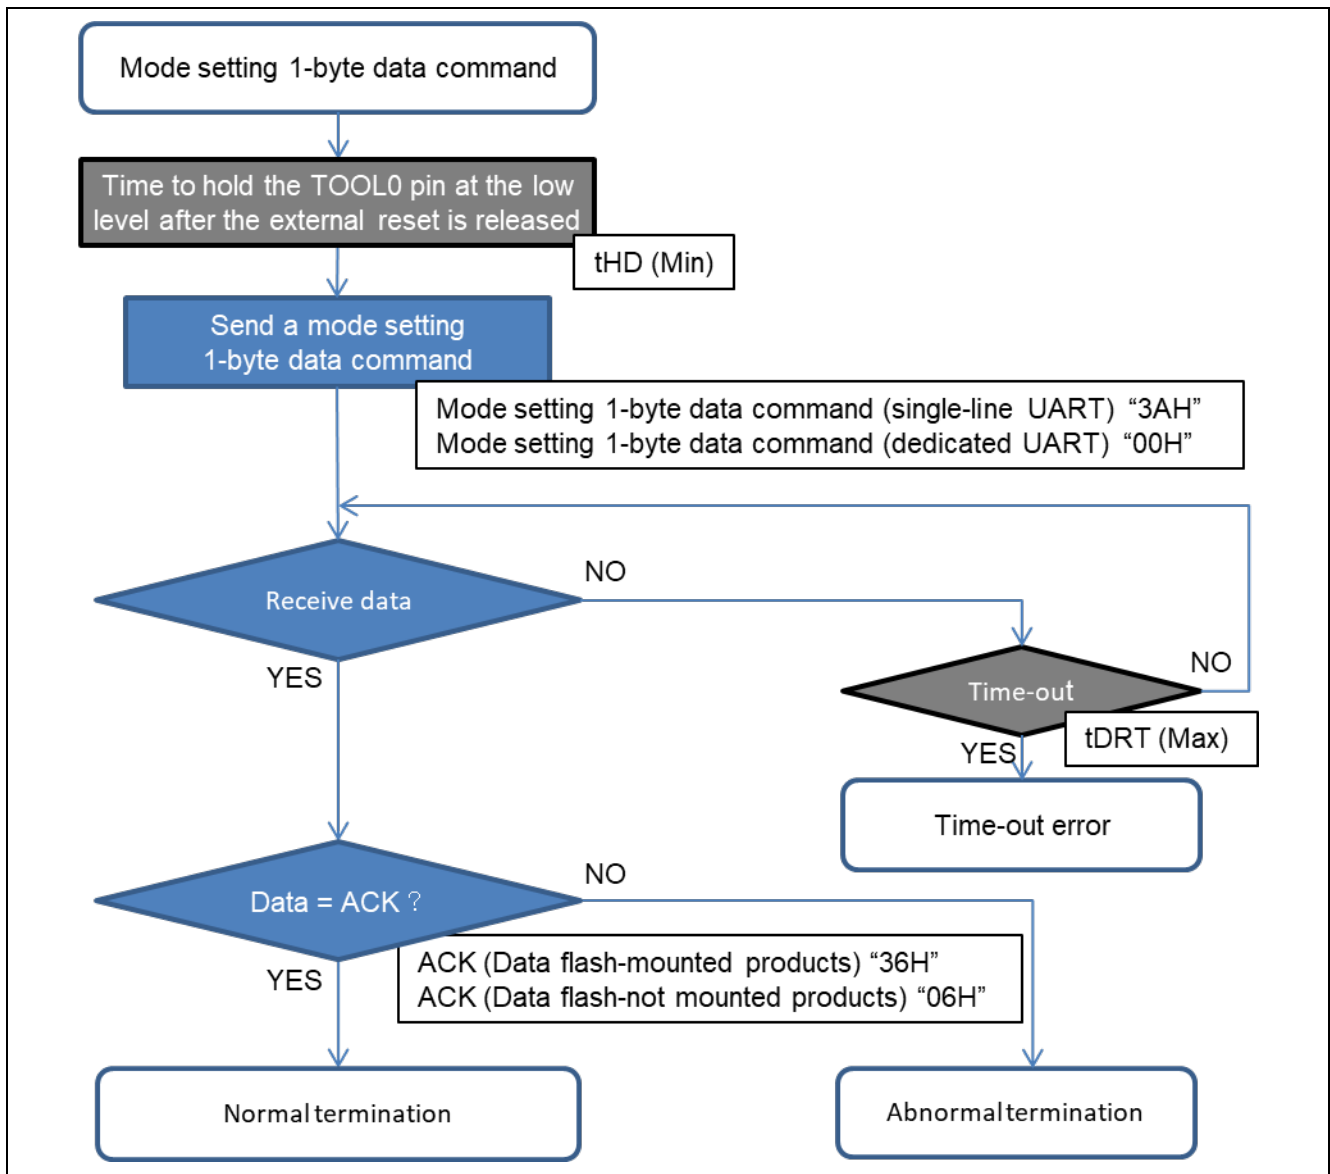 Mode setting 1-byte data command
Time to hold the TOOL0 pin at the low
level after the external reset is released
tHD (Min)
Send a mode setting
1-byte data command
Mode setting 1-byte data command (single-line UART) “3AH”
Mode setting 1-byte data command (dedicated UART) “00H”
Receive data
NO
YES
Time-out
NO
tDRT (Max)
YES
Time-out error
Data = ACK？
NO
ACK (Data flash-mounted products) “36H”
ACK (Data flash-not mounted products) “06H”
YES
Normal termination
Abnormal termination